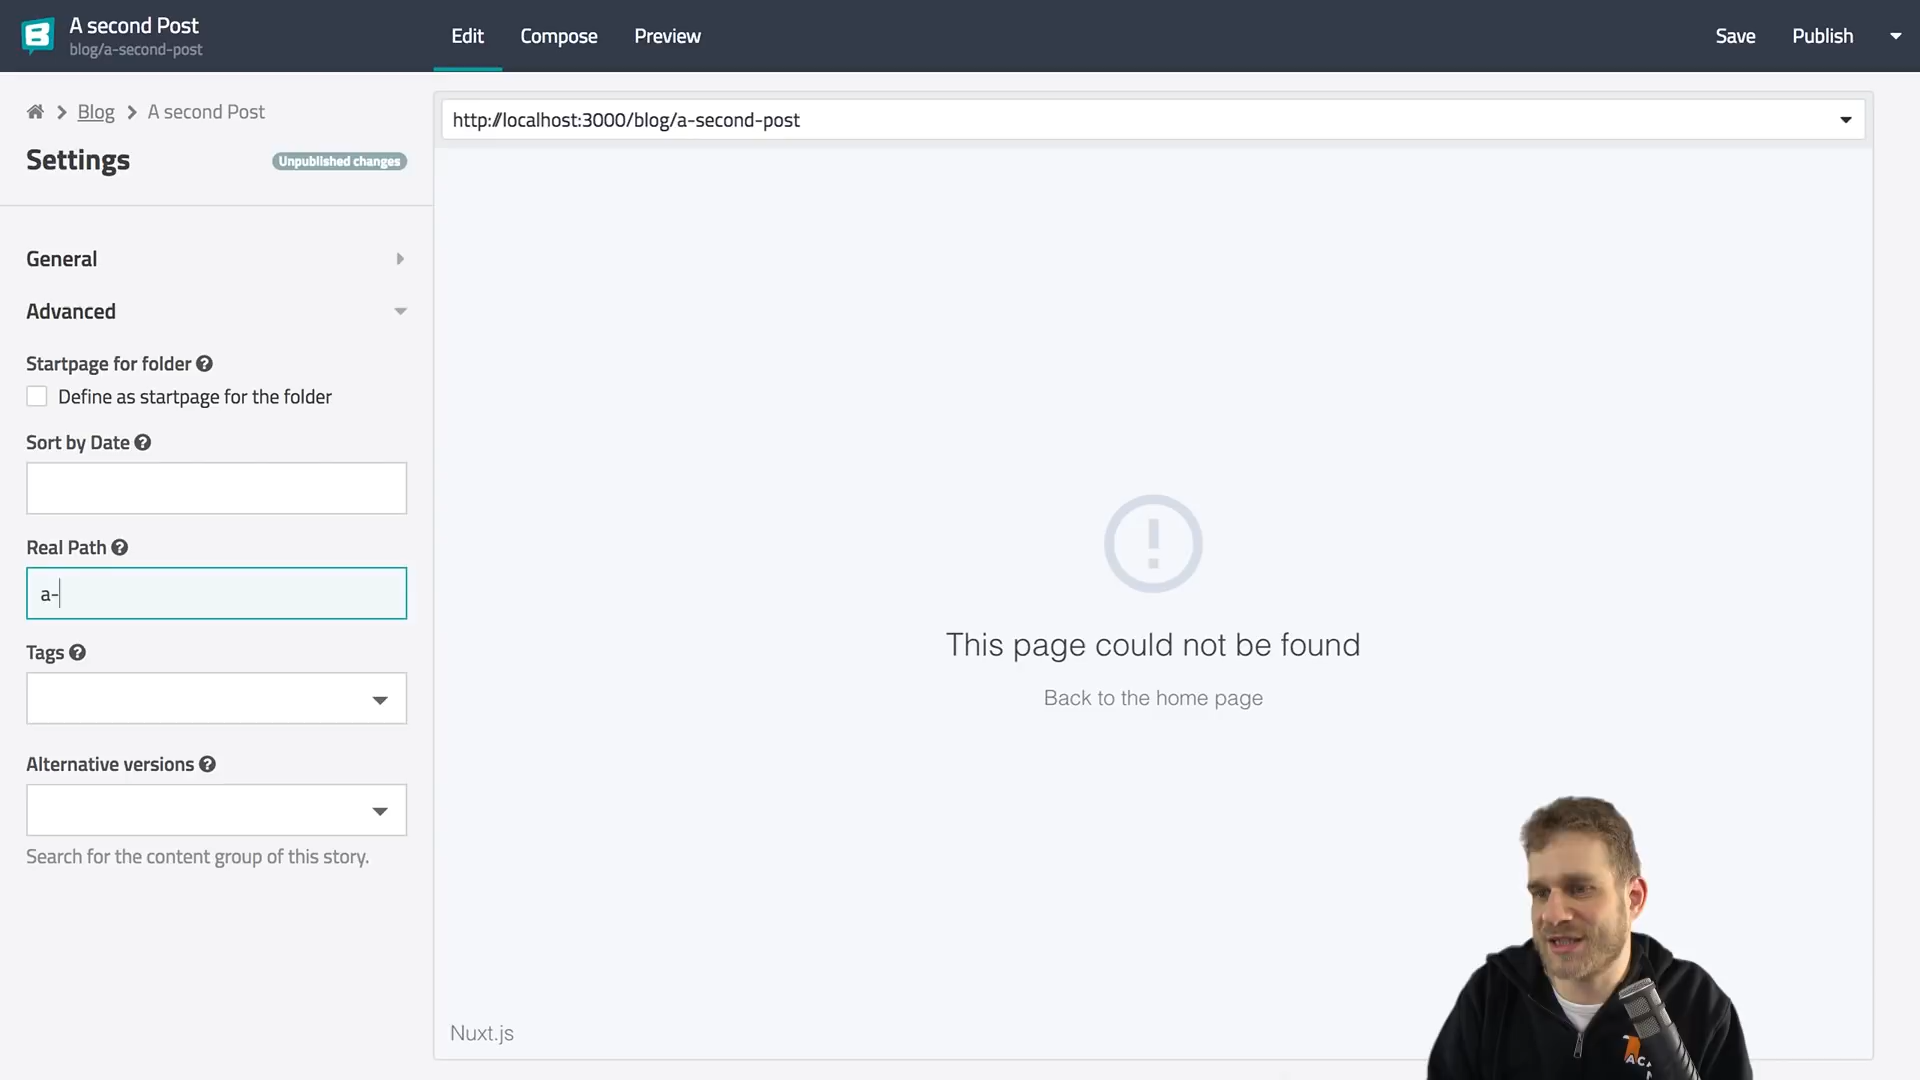 A second Post
blog/a-second-post
Edit
Compose
Preview
Save
Publish
Blog
A second Post
Settings
Unpublished changes
General
Advanced
Startpage for folder
Define as startpage for the folder
Sort by Date
Real Path
a-
Tags
Alternative versions
Search for the content group of this story.
http://localhost:3000/blog/a-second-post
This page could not be found
Back to the home page
Nuxt.js